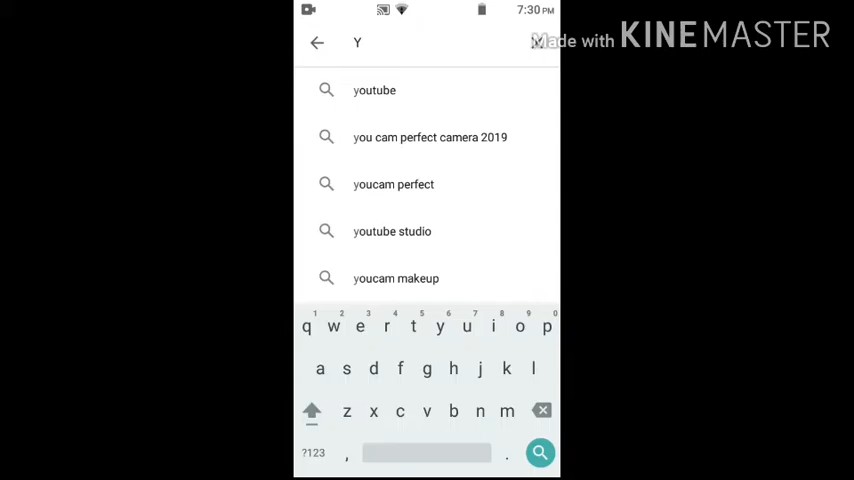 7:30 PM
Y
Made with KINEMASTER
youtube
you cam perfect camera 2019
youcam perfect
youtube studio
youcam makeup
1 2 3 4 5 6 7 8 9 0
q w e r t y u i o p
a s d f g h j k l
z x c v b n m
?123 , .